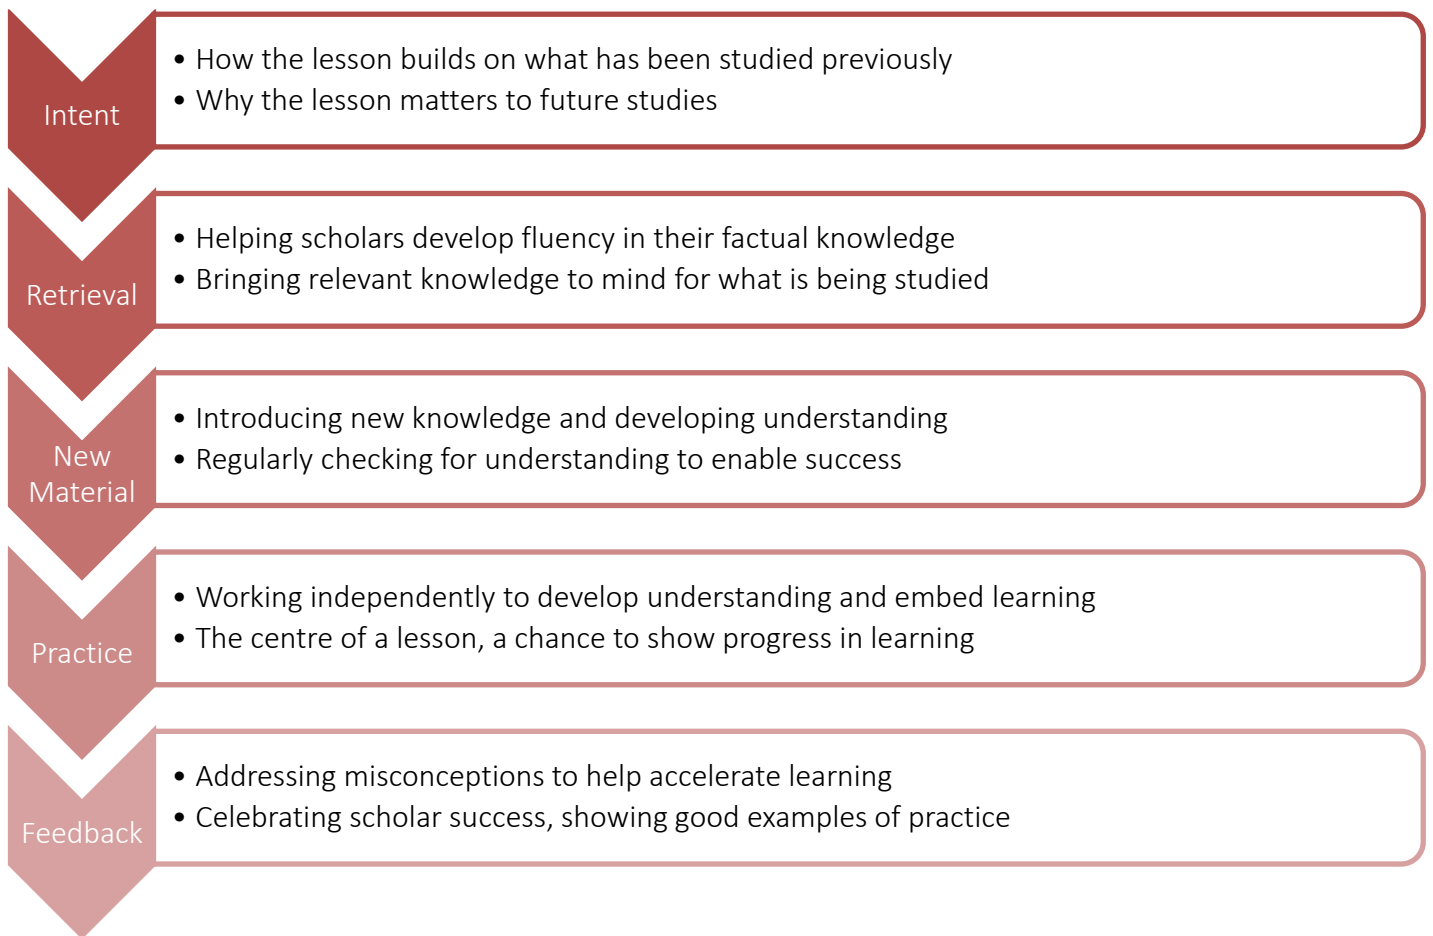 Intent
• How the lesson builds on what has been studied previously
• Why the lesson matters to future studies
Retrieval
• Helping scholars develop fluency in their factual knowledge
• Bringing relevant knowledge to mind for what is being studied
New
Material
• Introducing new knowledge and developing understanding
• Regularly checking for understanding to enable success
Practice
• Working independently to develop understanding and embed learning
• The centre of a lesson, a chance to show progress in learning
Feedback
• Addressing misconceptions to help accelerate learning
• Celebrating scholar success, showing good examples of practice